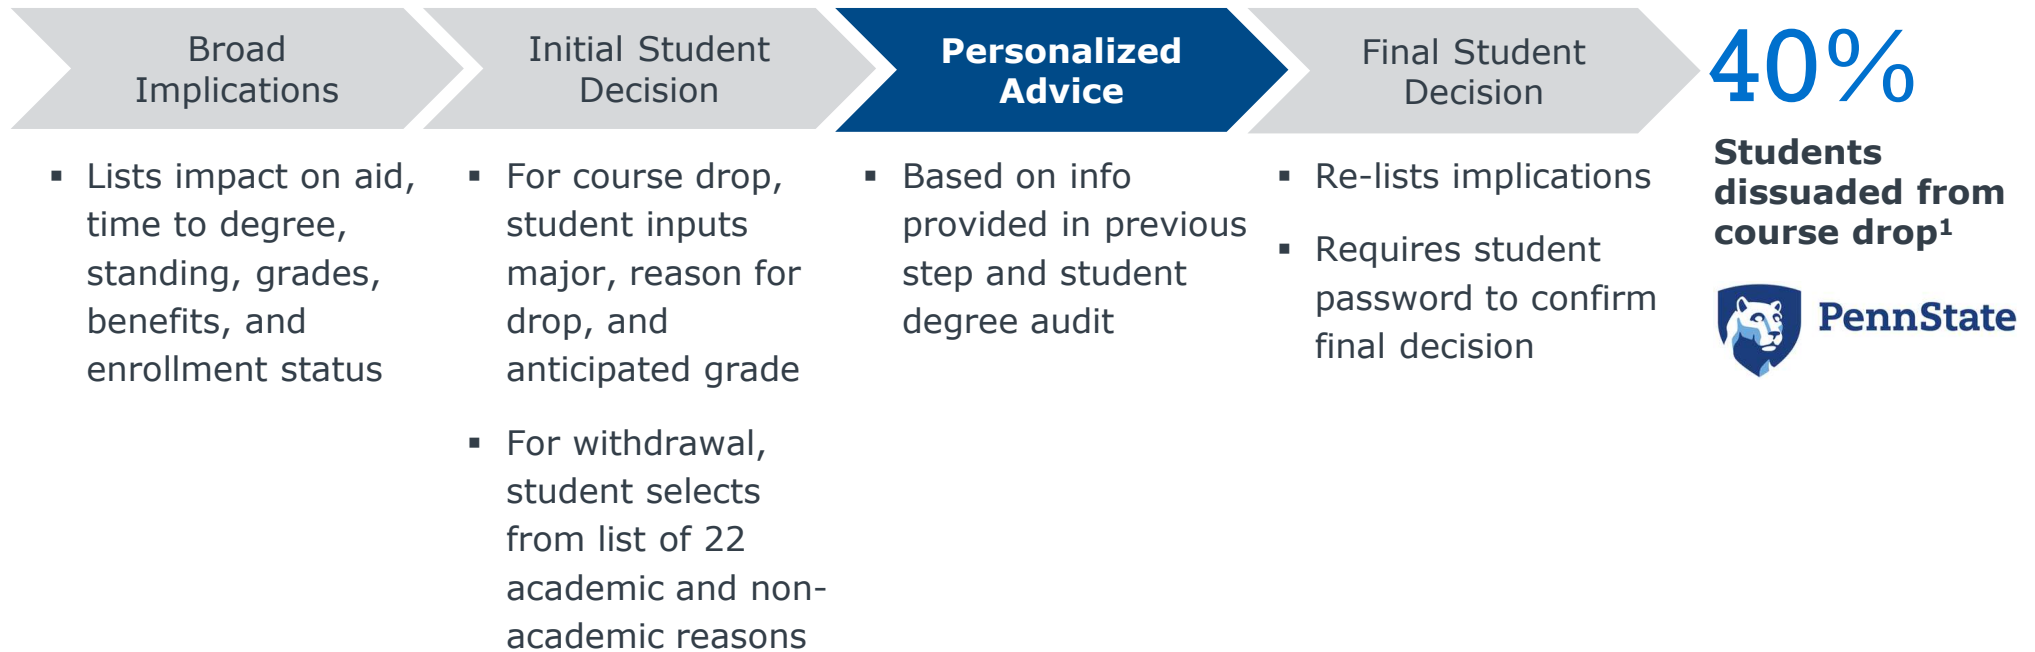 Broad
Implications
Initial Student
Decision
Personalized
Advice
Final Student
Decision
40%
Students
dissuaded from
course drop¹
PennState
▪ Lists impact on aid,
time to degree,
standing, grades,
benefits, and
enrollment status
▪ For course drop,
student inputs
major, reason for
drop, and
anticipated grade
▪ For withdrawal,
student selects
from list of 22
academic and non-
academic reasons
▪ Based on info
provided in previous
step and student
degree audit
▪ Re-lists implications
▪ Requires student
password to confirm
final decision